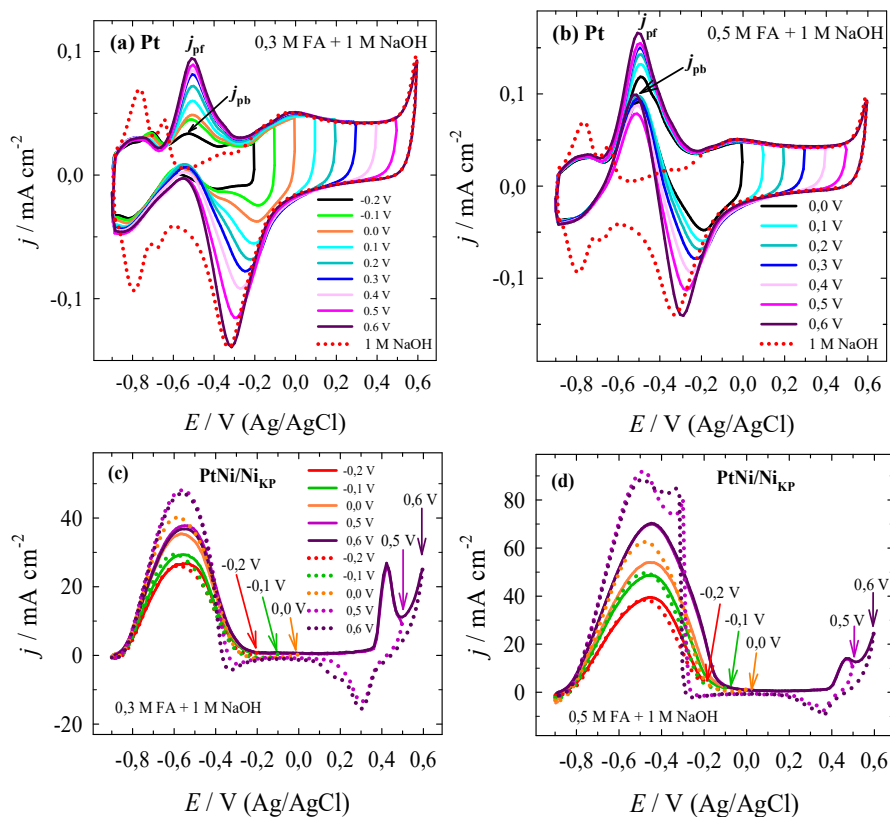 (a) Pt
0,3 M FA + 1 M NaOH
j pf
j pb
0,1
0,0
-0,1
j / mA cm-2
-0,2 V
-0,1 V
0.0 V
0.1 V
0.2 V
0.3 V
0.4 V
0.5 V
0.6 V
1 M NaOH
-0,8 -0,6 -0,4 -0,2 0,0 0,2 0,4 0,6
E / V (Ag/AgCl)
(b) Pt
0,5 M FA + 1 M NaOH
j pf
j pb
0,1
0,0
-0,1
j / mA cm-2
0,0 V
0,1 V
0,2 V
0,3 V
0,4 V
0,5 V
0,6 V
1 M NaOH
-0,8 -0,6 -0,4 -0,2 0,0 0,2 0,4 0,6
E / V (Ag/AgCl)
(c)
PtNi/NiKP
40
20
0
-20
j / mA cm-2
-0,2 V
-0,1 V
0,0 V
0,5 V
0,6 V
-0,2 V
-0,1 V
0,0 V
0,5 V
0,6 V
-0,2 V
-0,1 V
0,0 V
0,5 V
0,6 V
0,3 M FA + 1 M NaOH
-0,8 -0,6 -0,4 -0,2 0,0 0,2 0,4 0,6
E / V (Ag/AgCl)
(d)
PtNi/NiKP
80
60
40
20
0
j / mA cm-2
-0,2 V
-0,1 V
0,0 V
0,5 V
0,6 V
0,5 M FA + 1 M NaOH
-0,8 -0,6 -0,4 -0,2 0,0 0,2 0,4 0,6
E / V (Ag/AgCl)